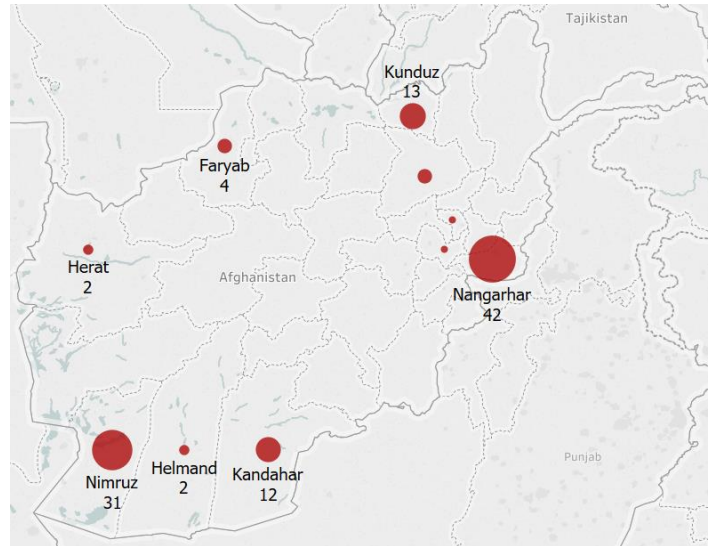 Tajikistan
Kunduz
13
Faryab
4
Herat
2
Afghanistan
Nangarhar
42
Nimruz
31
Helmand
2
Kandahar
12
Punjab